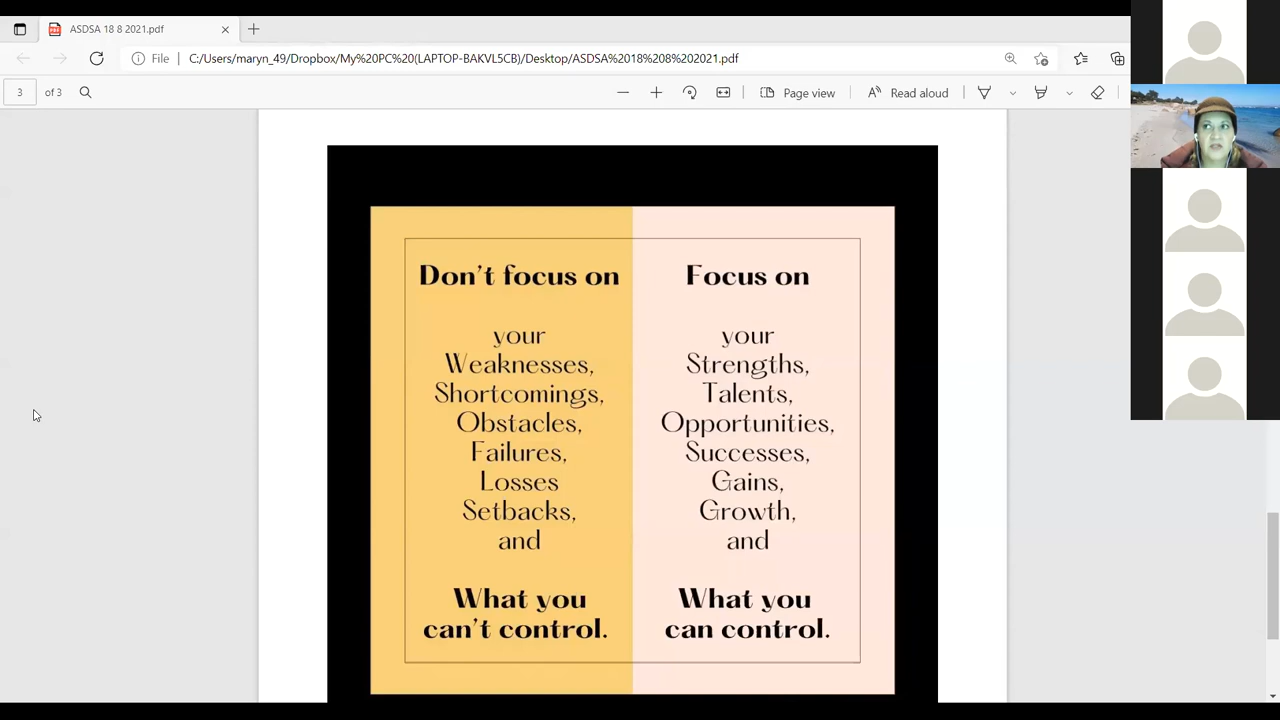 ASDSA 18 8 2021.pdf
File
C:/Users/maryn_49/Dropbox/My%20PC%20(LAPTOP-BAKVL5CB)/Desktop/ASDSA%2018%208%202021.pdf
3 of 3
Page view
Read aloud
Don't focus on
your
Weaknesses,
Shortcomings,
Obstacles,
Failures,
Losses
Setbacks,
and
What you
can't control.
Focus on
your
Strengths,
Talents,
Opportunities,
Successes,
Gains,
Growth,
and
What you
can control.